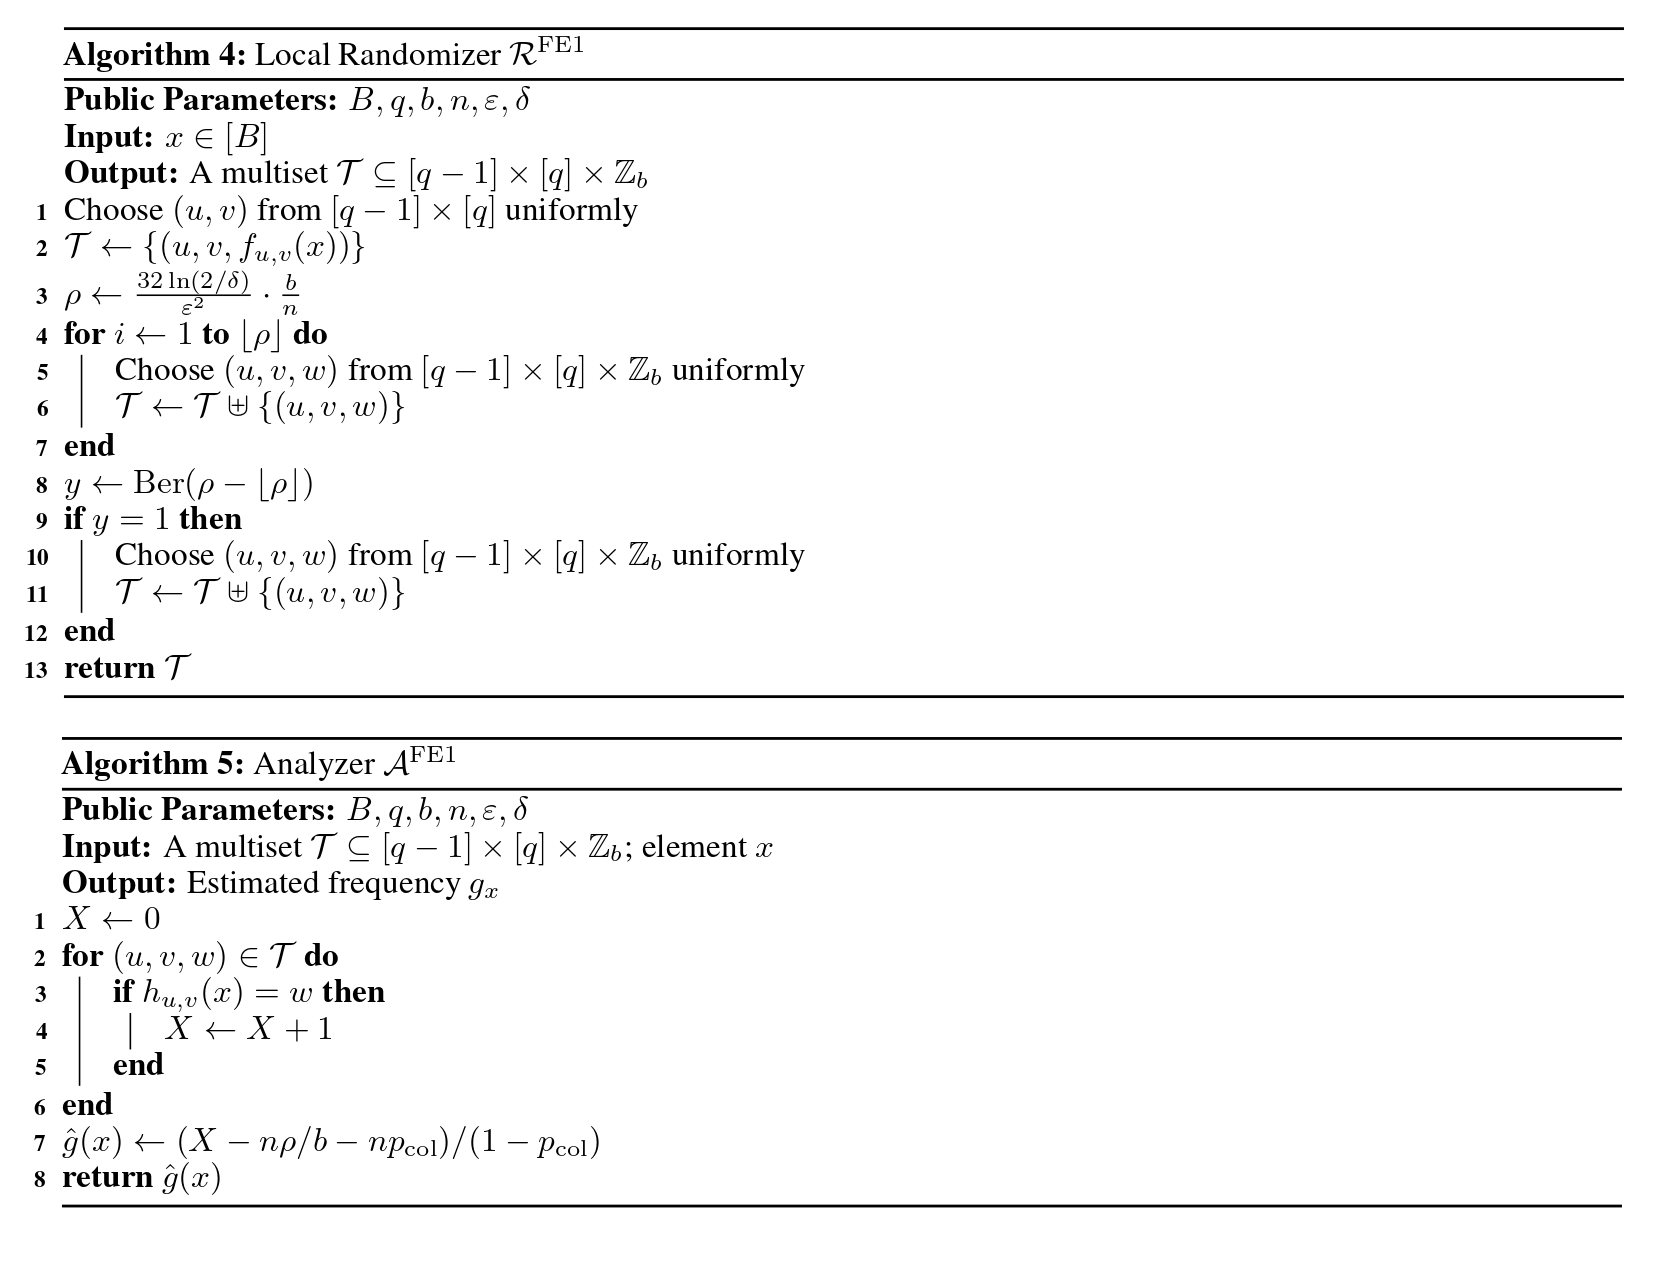 Algorithm 4: Local Randomizer $\mathcal{R}^{\mathrm{FE1}}$
Public Parameters: $B, q, b, n, \varepsilon, \delta$
Input: $x \in [B]$
Output: A multiset $\mathcal{T} \subseteq [q-1] \times [q] \times \mathbb{Z}_b$
1 Choose $(u, v)$ from $[q-1] \times [q]$ uniformly
2 $\mathcal{T} \leftarrow \{(u, v, f_{u,v}(x))\}$
3 $\rho \leftarrow \frac{32 \ln(2/\delta)}{\varepsilon^2} \cdot \frac{b}{n}$
4 for $i \leftarrow 1$ to $\lfloor \rho \rfloor$ do
5 Choose $(u, v, w)$ from $[q-1] \times [q] \times \mathbb{Z}_b$ uniformly
6 $\mathcal{T} \leftarrow \mathcal{T} \uplus \{(u, v, w)\}$
7 end
8 $y \leftarrow \mathrm{Ber}(\rho - \lfloor \rho \rfloor)$
9 if $y = 1$ then
10 Choose $(u, v, w)$ from $[q-1] \times [q] \times \mathbb{Z}_b$ uniformly
11 $\mathcal{T} \leftarrow \mathcal{T} \uplus \{(u, v, w)\}$
12 end
13 return $\mathcal{T}$
Algorithm 5: Analyzer $\mathcal{A}^{\mathrm{FE1}}$
Public Parameters: $B, q, b, n, \varepsilon, \delta$
Input: A multiset $\mathcal{T} \subseteq [q-1] \times [q] \times \mathbb{Z}_b$; element $x$
Output: Estimated frequency $g_x$
1 $X \leftarrow 0$
2 for $(u, v, w) \in \mathcal{T}$ do
3 if $h_{u,v}(x) = w$ then
4 $X \leftarrow X + 1$
5 end
6 end
7 $\hat{g}(x) \leftarrow (X - n\rho/b - np_{\mathrm{col}})/(1 - p_{\mathrm{col}})$
8 return $\hat{g}(x)$